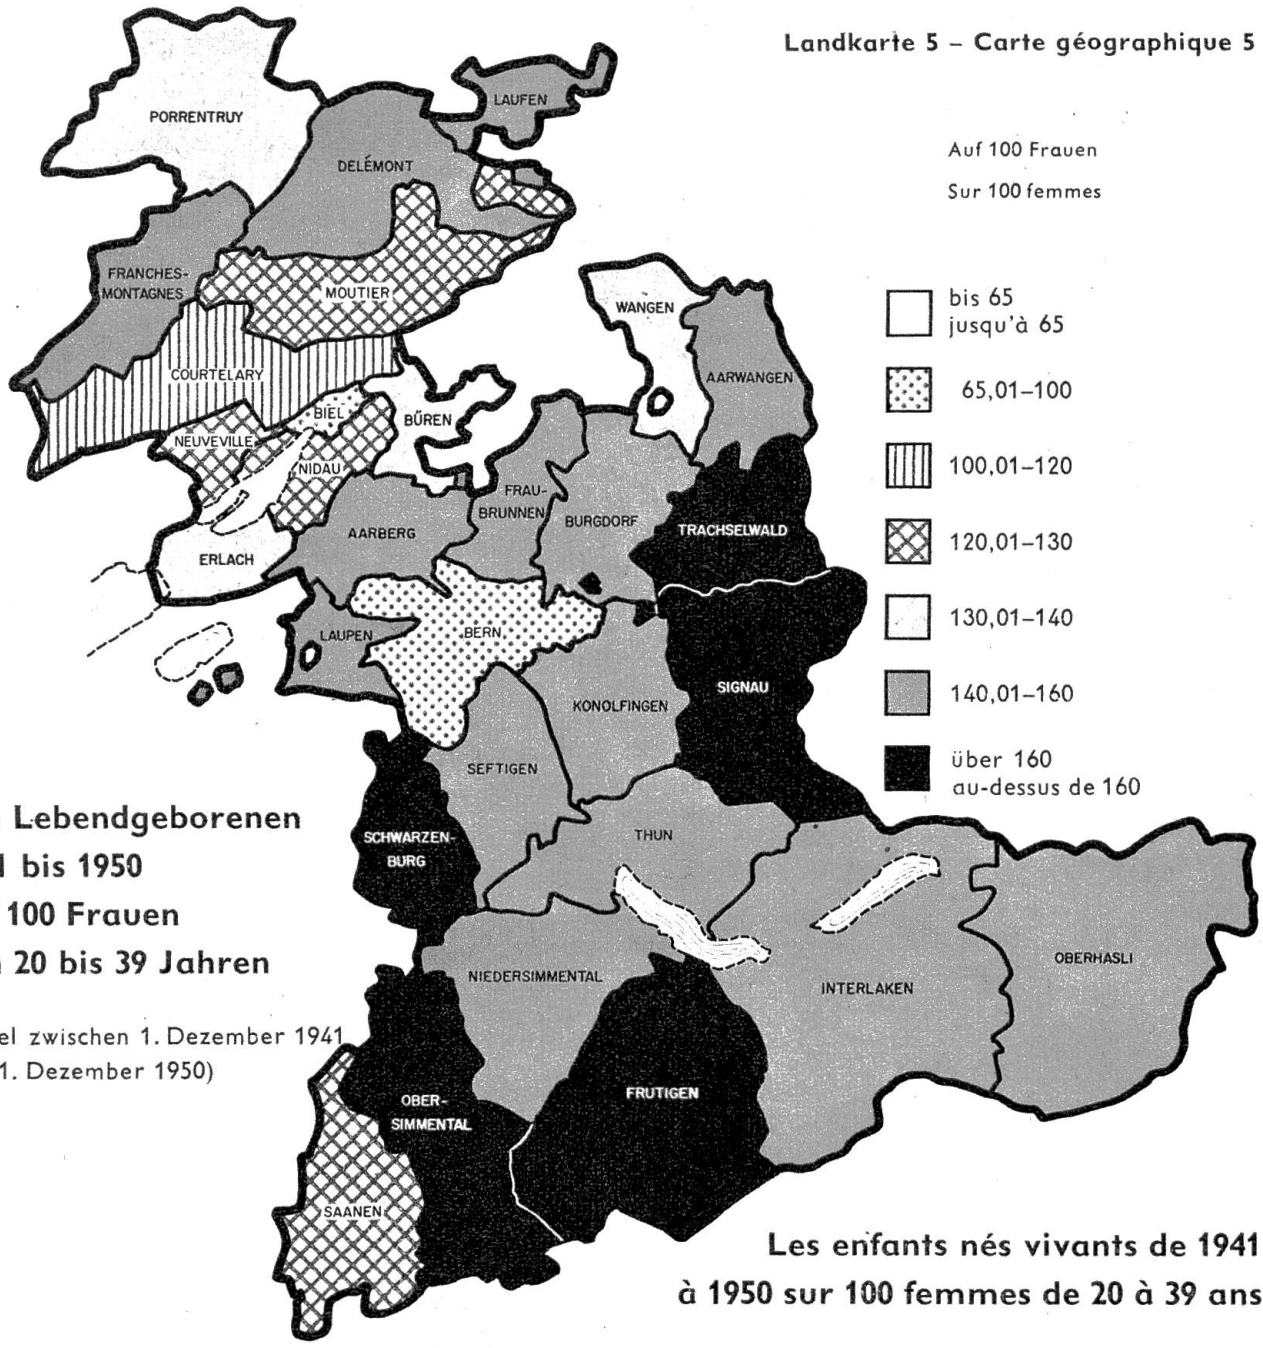 Landkarte 5 – Carte géographique 5
Auf 100 Frauen
Sur 100 femmes
bis 65
jusqu'à 65
65,01–100
100,01–120
120,01–130
130,01–140
140,01–160
über 160
au-dessus de 160
PORRENTRUY
LAUFEN
DELÉMONT
FRANCHES-
MONTAGNES
MOUTIER
WANGEN
COURTELARY
AARWANGEN
BIEL
BÜREN
NEUVEVILLE
NIDAU
FRAU-
BRUNNEN
BURGDORF
AARBERG
TRACHSELWALD
ERLACH
LAUPEN
BERN
SIGNAU
KONOLFINGEN
SEFTIGEN
THUN
SCHWARZEN-
BURG
OBERHASLI
NIEDERSIMMENTAL
INTERLAKEN
FRUTIGEN
OBER-
SIMMENTAL
SAANEN
Lebendgeborenen
bis 1950
100 Frauen
20 bis 39 Jahren
el zwischen 1. Dezember 1941
1. Dezember 1950)
Les enfants nés vivants de 1941
à 1950 sur 100 femmes de 20 à 39 ans